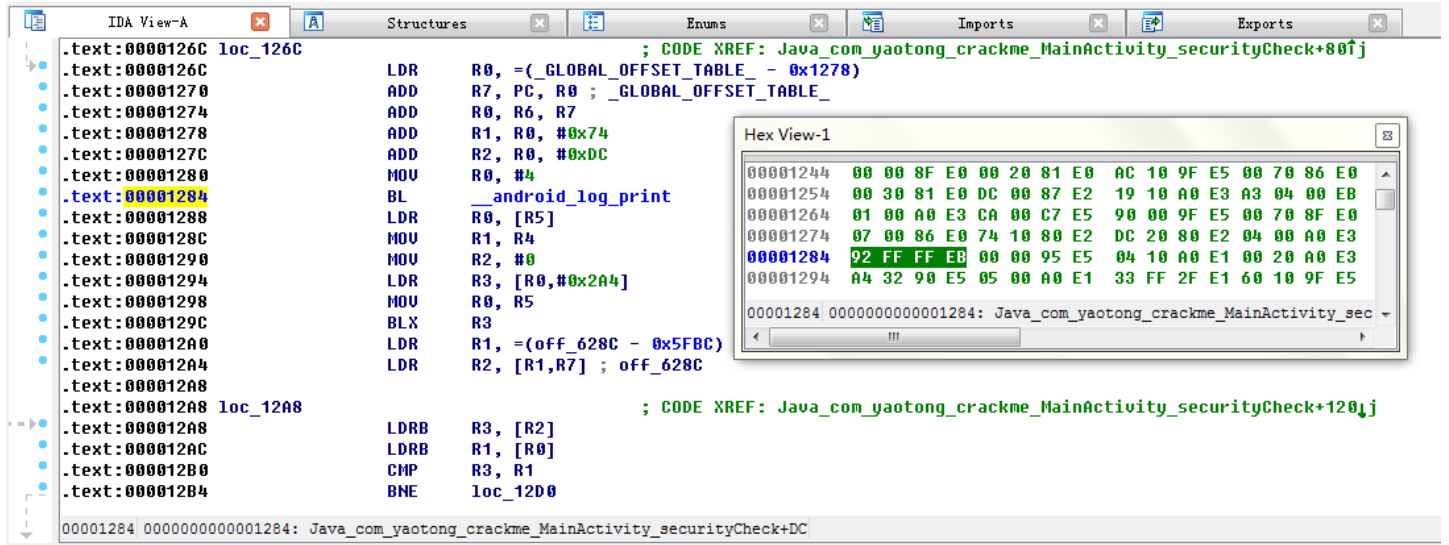 IDA View-A Structures Enums Imports Exports
.text:0000126C loc_126C ; CODE XREF: Java_com_yaotong_crackme_MainActivity_securityCheck+80↑j
.text:0000126C LDR R0, =(_GLOBAL_OFFSET_TABLE_ - 0x1278)
.text:00001270 ADD R7, PC, R0 ; _GLOBAL_OFFSET_TABLE_
.text:00001274 ADD R0, R6, R7
.text:00001278 ADD R1, R0, #0x74
.text:0000127C ADD R2, R0, #0xDC
.text:00001280 MOV R0, #4
.text:00001284 BL __android_log_print
.text:00001288 LDR R0, [R5]
.text:0000128C MOV R1, R4
.text:00001290 MOV R2, #0
.text:00001294 LDR R3, [R0,#0x2A4]
.text:00001298 MOV R0, R5
.text:0000129C BLX R3
.text:000012A0 LDR R1, =(off_628C - 0x5FBC)
.text:000012A4 LDR R2, [R1,R7] ; off_628C
.text:000012A8
.text:000012A8 loc_12A8 ; CODE XREF: Java_com_yaotong_crackme_MainActivity_securityCheck+120↓j
.text:000012A8 LDRB R3, [R2]
.text:000012AC LDRB R1, [R0]
.text:000012B0 CMP R3, R1
.text:000012B4 BNE loc_12D0
00001284 0000000000001284: Java_com_yaotong_crackme_MainActivity_securityCheck+DC
Hex View-1
00001244 00 00 8F E0 00 20 81 E0 AC 10 9F E5 00 70 86 E0
00001254 00 30 81 E0 DC 00 87 E2 19 10 A0 E3 A3 04 00 EB
00001264 01 00 A0 E3 CA 00 C7 E5 90 00 9F E5 00 70 8F E0
00001274 07 00 86 E0 74 10 80 E2 DC 20 80 E2 04 00 A0 E3
00001284 92 FF FF EB 00 00 95 E5 04 10 A0 E1 00 20 A0 E3
00001294 A4 32 90 E5 05 00 A0 E1 33 FF 2F E1 60 10 9F E5
00001284 0000000000001284: Java_com_yaotong_crackme_MainActivity_sec